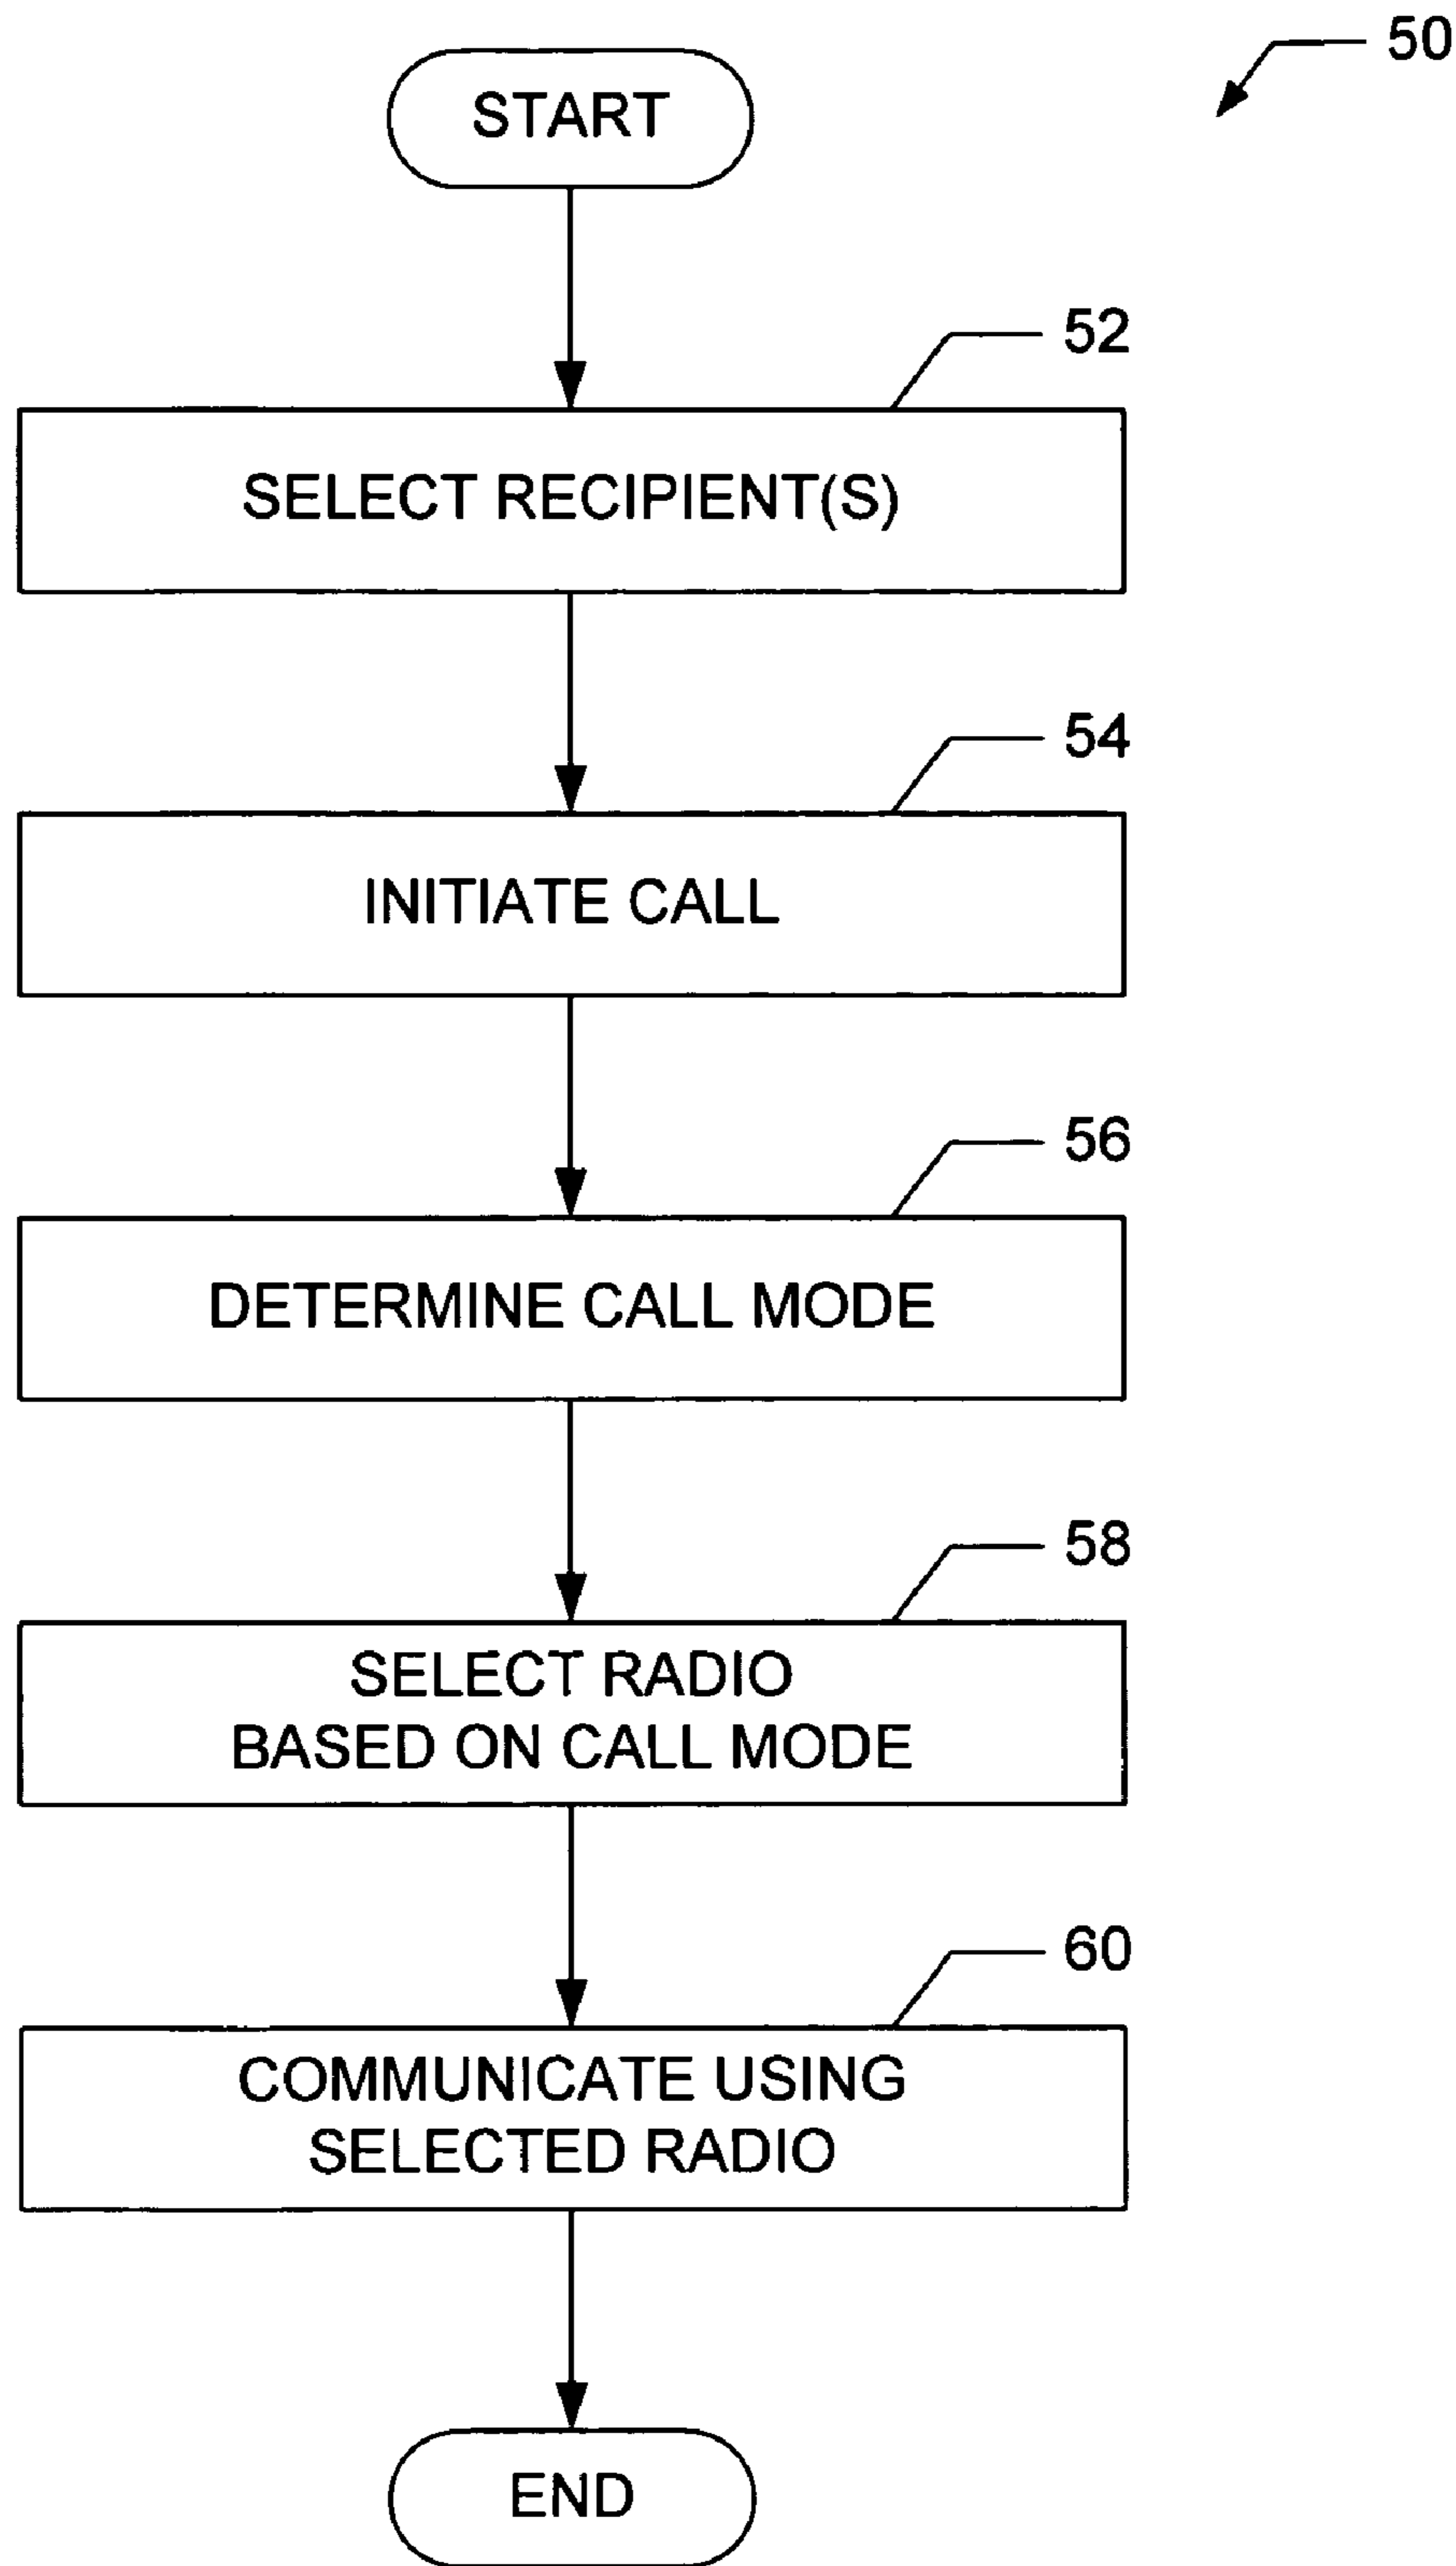 50
START
52
SELECT RECIPIENT(S)
54
INITIATE CALL
56
DETERMINE CALL MODE
58
SELECT RADIO
BASED ON CALL MODE
60
COMMUNICATE USING
SELECTED RADIO
END